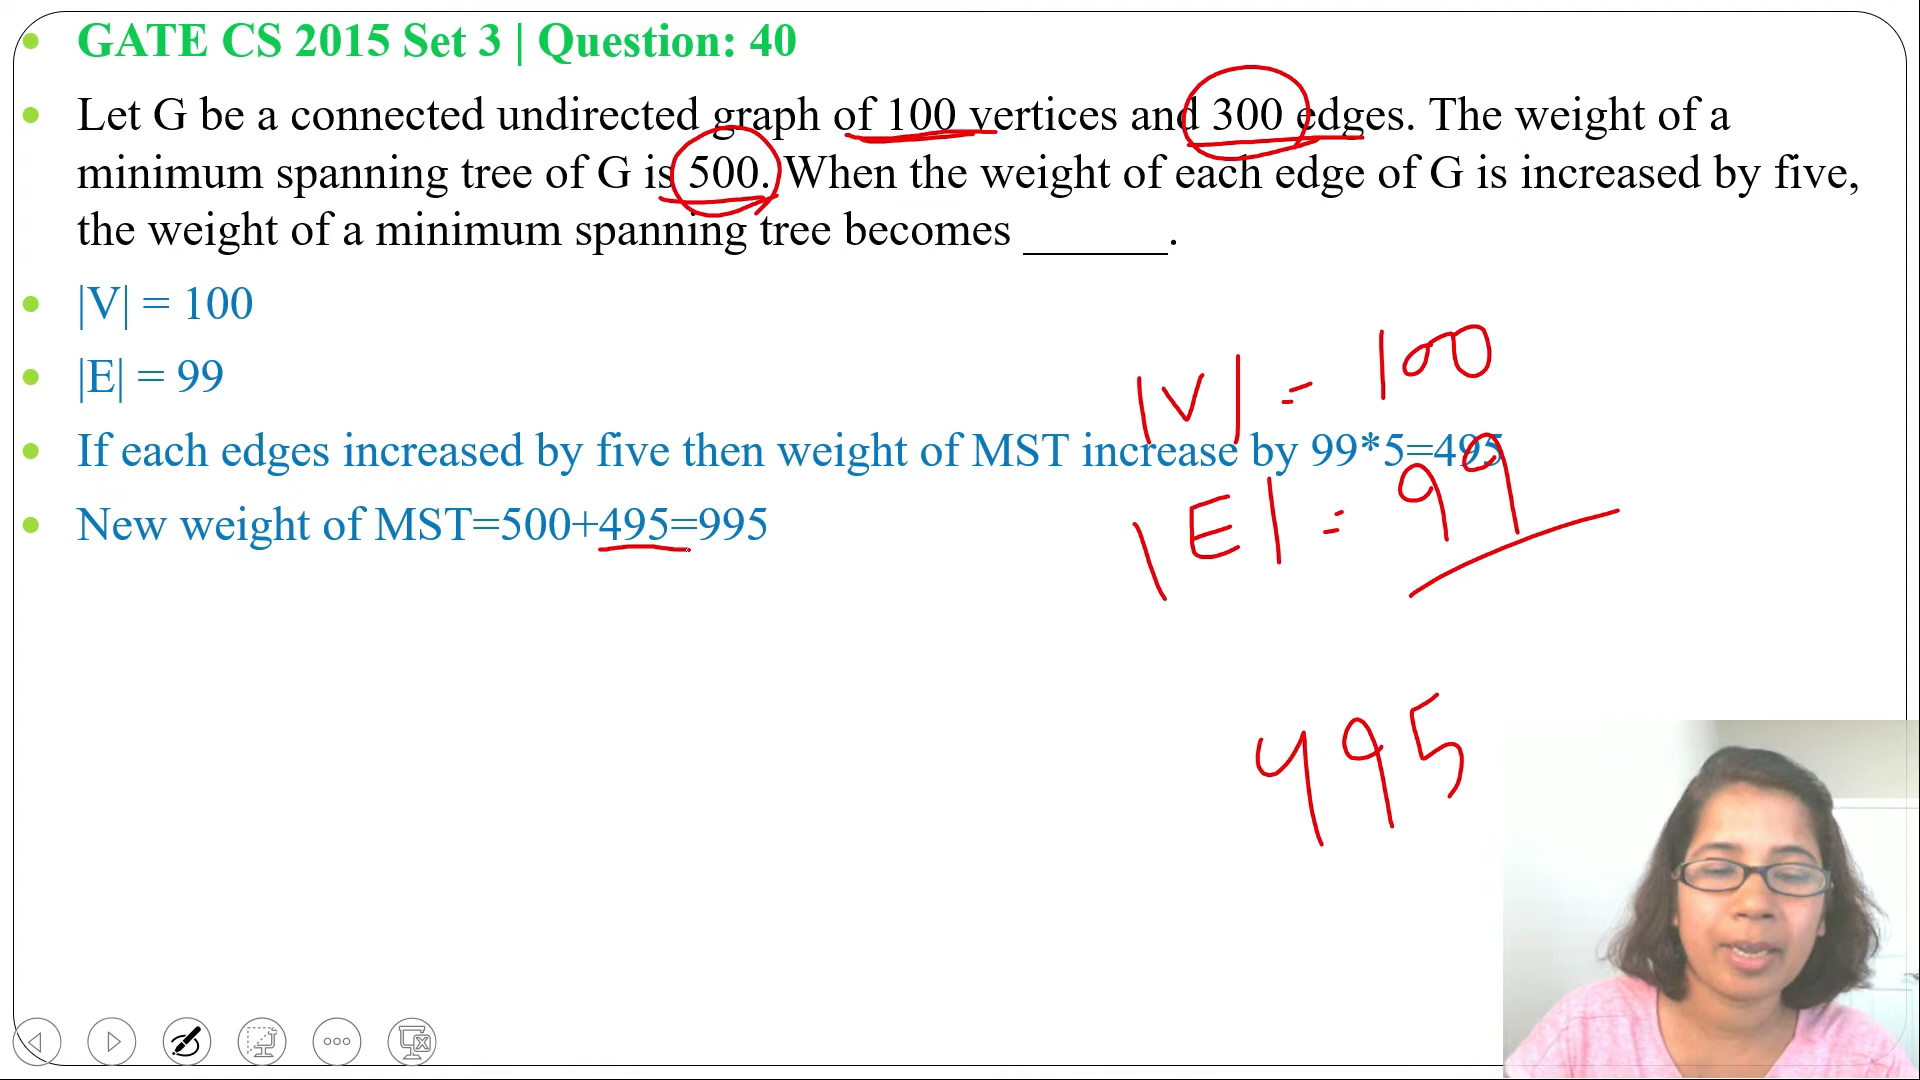 GATE CS 2015 Set 3 | Question: 40
Let G be a connected undirected graph of 100 vertices and 300 edges. The weight of a
minimum spanning tree of G is 500. When the weight of each edge of G is increased by five,
the weight of a minimum spanning tree becomes ______.
|V| = 100
|E| = 99
If each edges increased by five then weight of MST increase by 99*5=495
New weight of MST=500+495=995
|V| = 100
|E| = 99
495